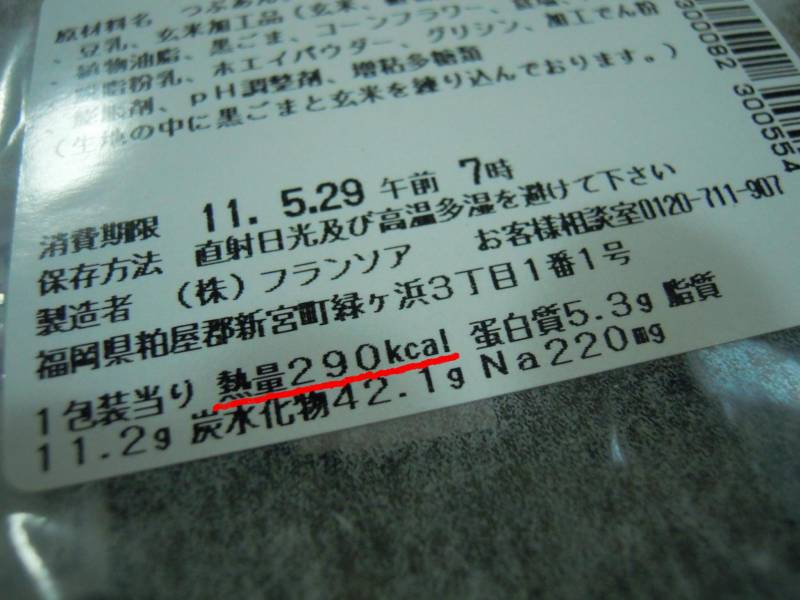 原材料名 つぶあん
、豆乳、玄米加工品(玄米、
、植物油脂、黒ごま、コーンフラワー、
脱脂粉乳、ホエイパウダー、グリシン、加工でん粉
膨脹剤、pH調整剤、増粘多糖類
(生地の中に黒ごまと玄米を練り込んでおります。)
消費期限 11. 5.29 午前 7時
保存方法 直射日光及び高温多湿を避けて下さい
製造者 (株)フランソア お客様相談室0120-711-907
福岡県粕屋郡新宮町緑ヶ浜3丁目1番1号
1包装当り 熱量290kcal 蛋白質5.3g 脂質
11.2g 炭水化物42.1g Na220mg
300082 300554